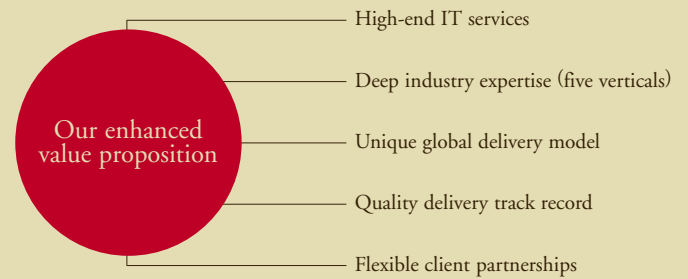 High-end IT services
Deep industry expertise (five verticals)
Our enhanced
value proposition
Unique global delivery model
Quality delivery track record
Flexible client partnerships